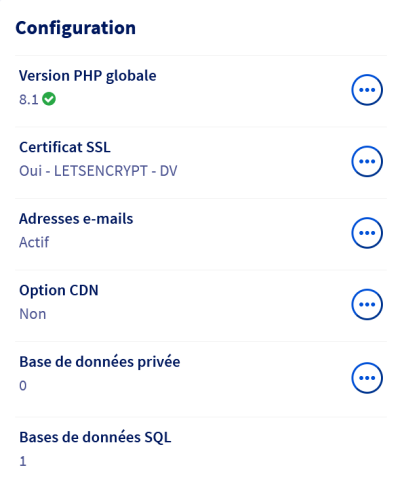 Configuration
Version PHP globale
8.1
Certificat SSL
Oui - LETSENCRYPT - DV
Adresses e-mails
Actif
Option CDN
Non
Base de données privée
0
Bases de données SQL
1